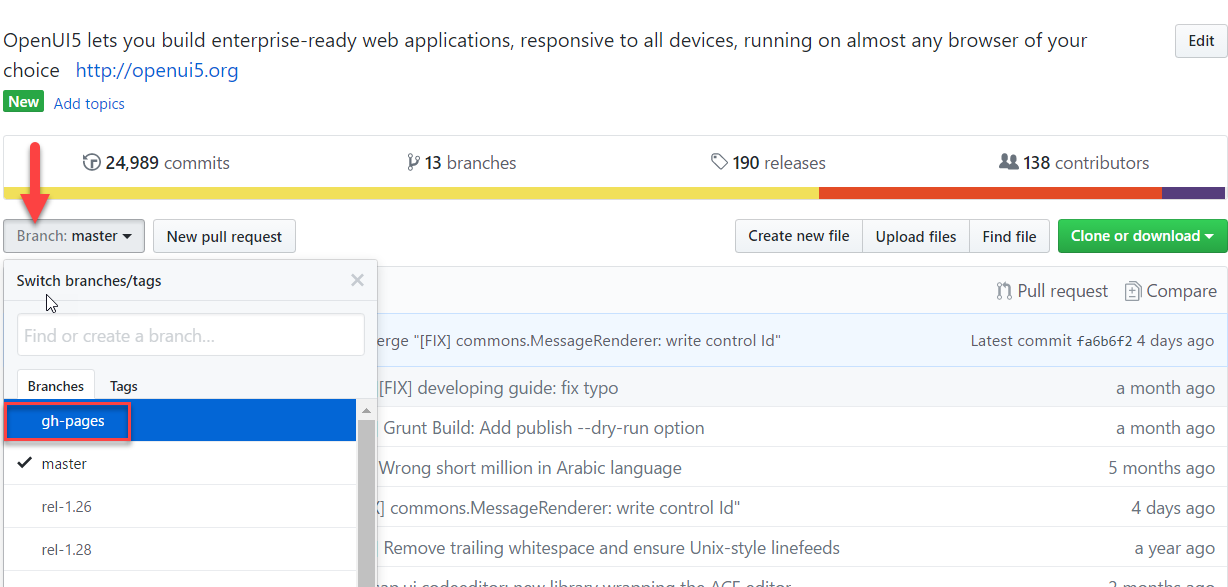 OpenUI5 lets you build enterprise-ready web applications, responsive to all devices, running on almost any browser of your
choice http://openui5.org
Edit
New Add topics
24,989 commits 13 branches 190 releases 138 contributors
Branch: master New pull request Create new file Upload files Find file Clone or download
Switch branches/tags
Pull request Compare
Find or create a branch...
"[FIX] commons.MessageRenderer: write control Id" Latest commit fa6b6f2 4 days ago
Branches Tags
[FIX] developing guide: fix typo a month ago
gh-pages
Grunt Build: Add publish --dry-run option a month ago
master
Wrong short million in Arabic language 5 months ago
rel-1.26
commons.MessageRenderer: write control Id" 4 days ago
rel-1.28
Remove trailing whitespace and ensure Unix-style linefeeds a year ago